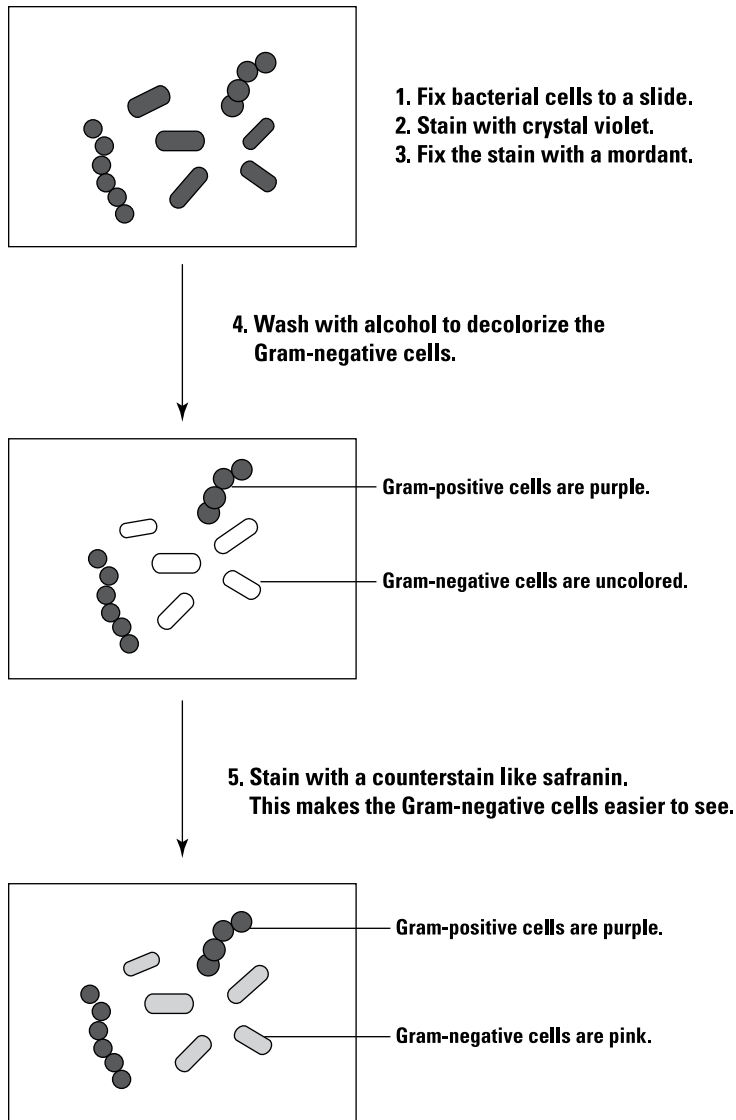 1. Fix bacterial cells to a slide.
2. Stain with crystal violet.
3. Fix the stain with a mordant.
4. Wash with alcohol to decolorize the
Gram-negative cells.
Gram-positive cells are purple.
Gram-negative cells are uncolored.
5. Stain with a counterstain like safranin.
This makes the Gram-negative cells easier to see.
Gram-positive cells are purple.
Gram-negative cells are pink.